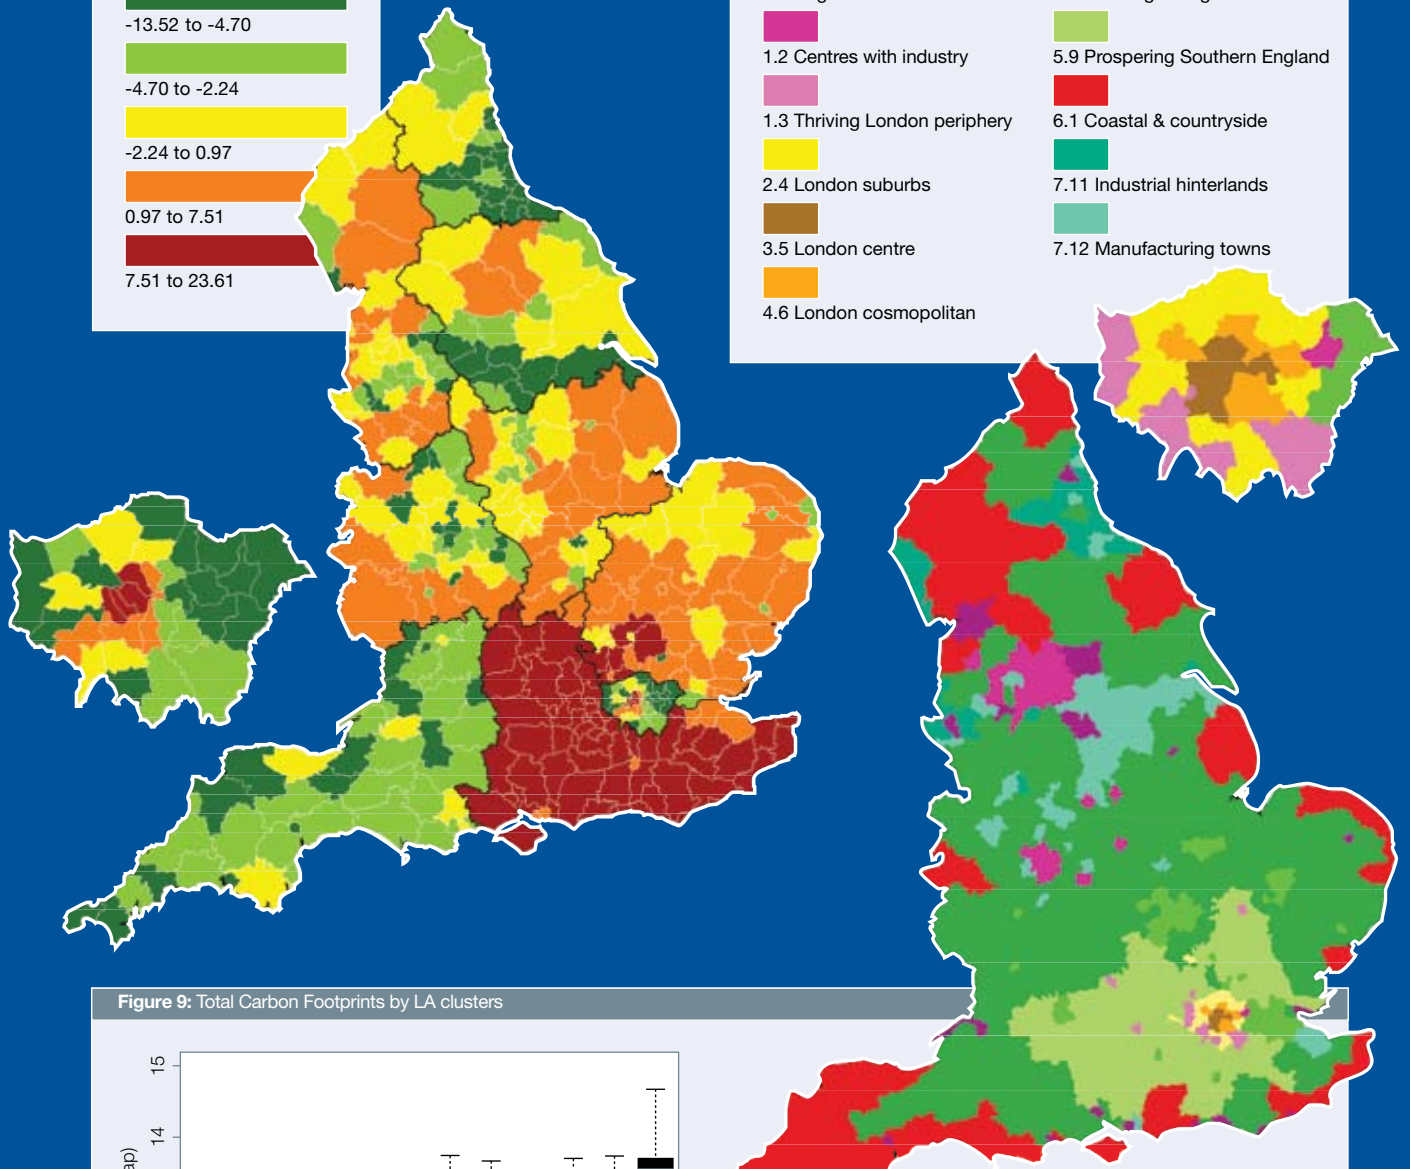 -13.52 to -4.70
-4.70 to -2.24
-2.24 to 0.97
0.97 to 7.51
7.51 to 23.61
1.2 Centres with industry
1.3 Thriving London periphery
2.4 London suburbs
3.5 London centre
4.6 London cosmopolitan
5.9 Prospering Southern England
6.1 Coastal & countryside
7.11 Industrial hinterlands
7.12 Manufacturing towns
Figure 9: Total Carbon Footprints by LA clusters
15
14